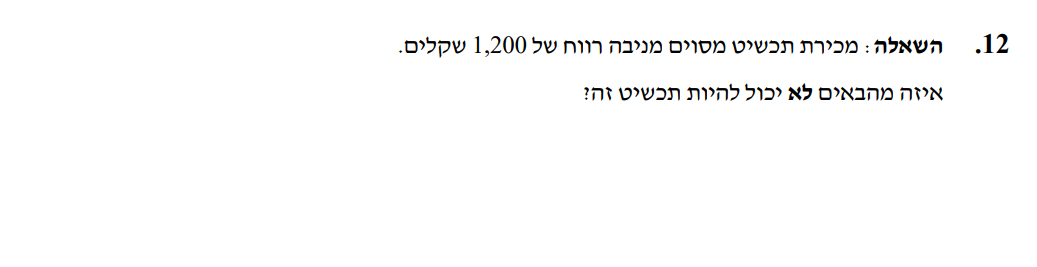 12. השאלה: מכירת תכשיט מסוים מניבה רווח של 1,200 שקלים.
איזה מהבאים לא יכול להיות תכשיט זה?